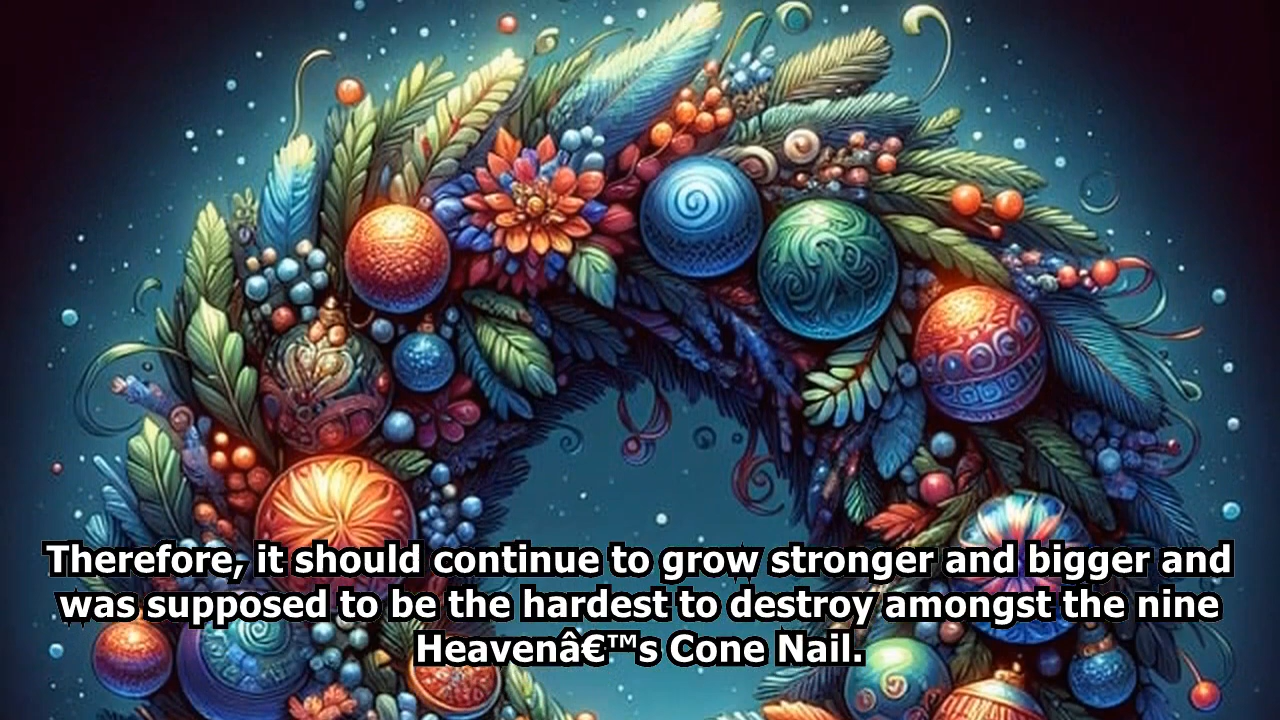 Therefore, it should continue to grow stronger and bigger and
was supposed to be the hardest to destroy amongst the nine
Heavenâ€™s Cone Nail.